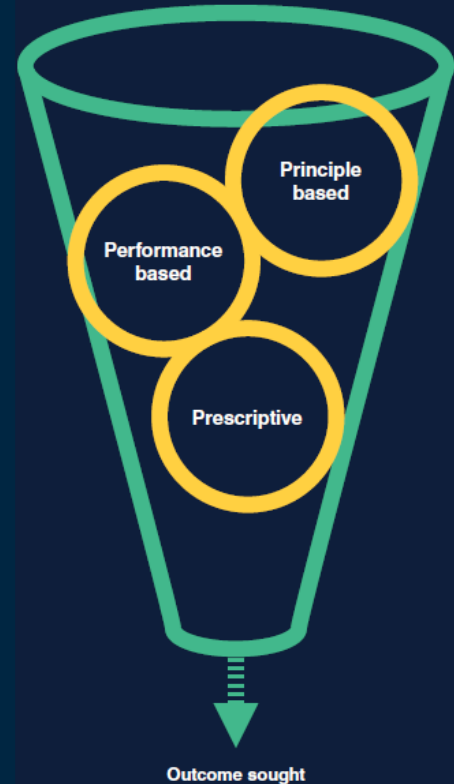 Principle
based
Performance
based
Prescriptive
Outcome sought